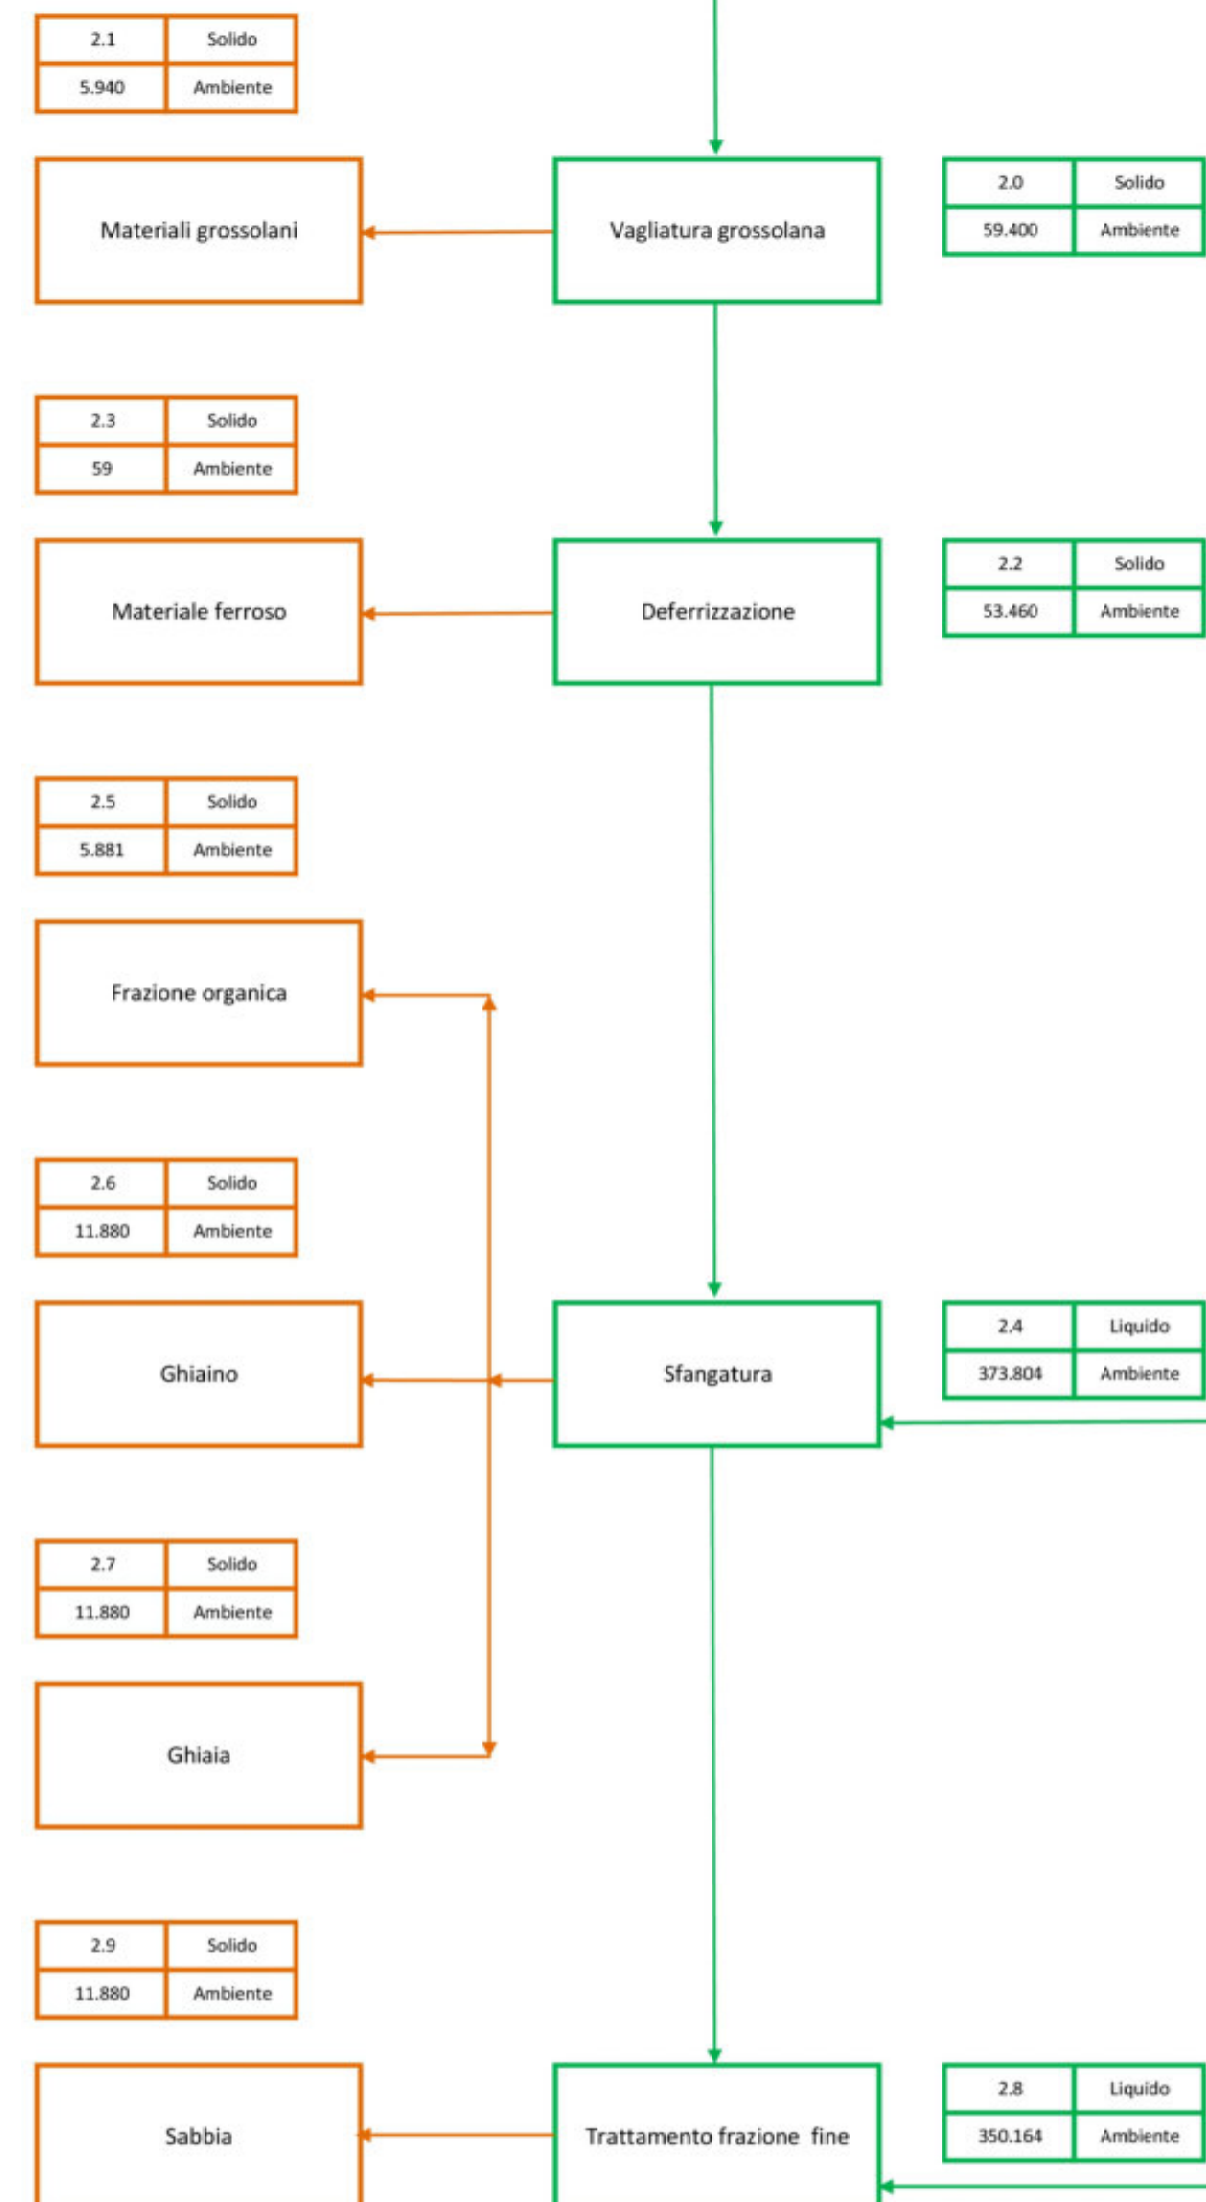 2.1 Solido
5.940 Ambiente
Materiali grossolani
Vagliatura grossolana
2.0 Solido
59.400 Ambiente
2.3 Solido
59 Ambiente
Materiale ferroso
Deferrizzazione
2.2 Solido
53.460 Ambiente
2.5 Solido
5.881 Ambiente
Frazione organica
2.6 Solido
11.880 Ambiente
Ghiaino
Sfangatura
2.4 Liquido
373.804 Ambiente
2.7 Solido
11.880 Ambiente
Ghiaia
2.9 Solido
11.880 Ambiente
Sabbia
Trattamento frazione fine
2.8 Liquido
350.164 Ambiente